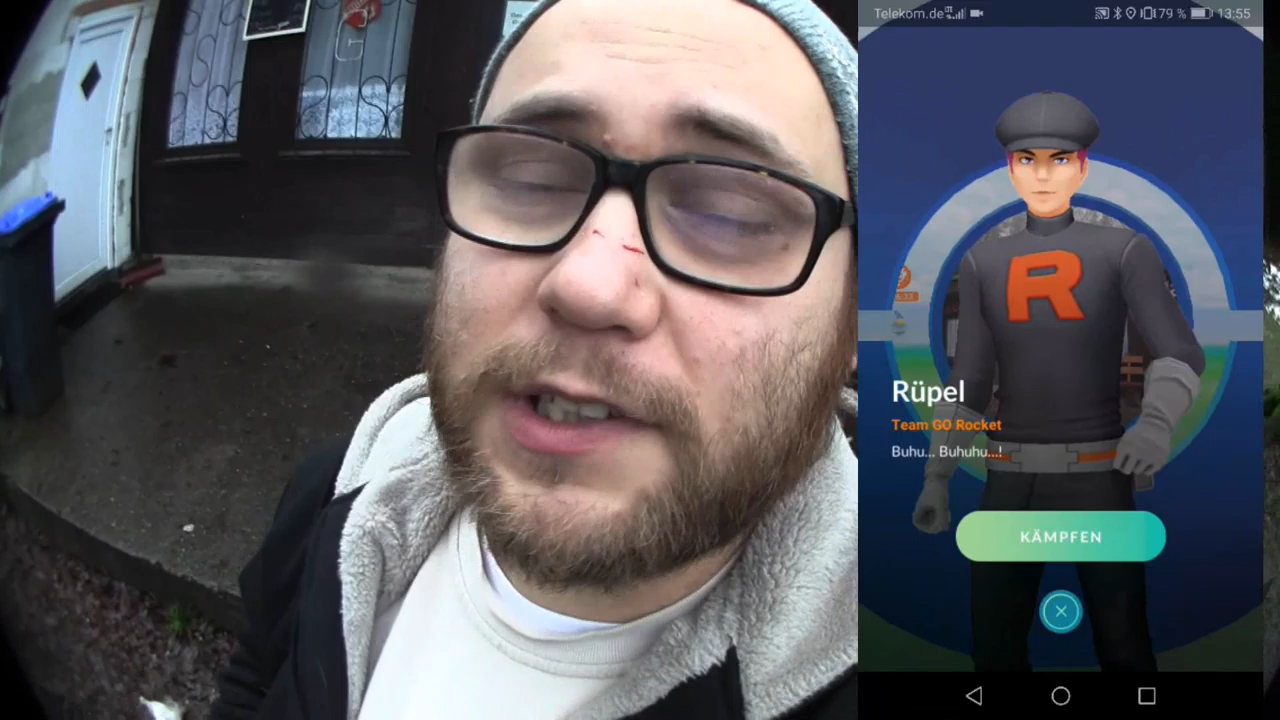 Telekom.de 79 % 13:55
R
Rüpel
Team GO Rocket
Buhu... Buhuhu...!
KÄMPFEN